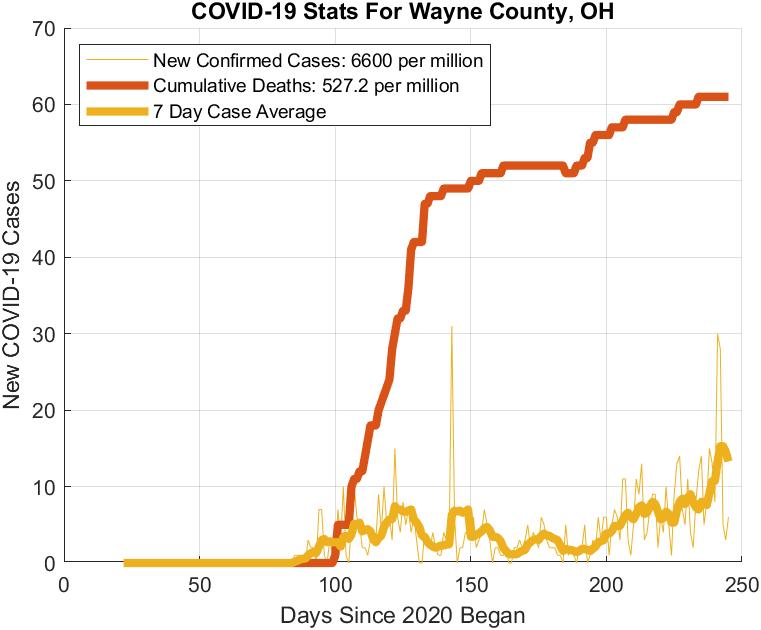 COVID-19 Stats For Wayne County, OH
New Confirmed Cases: 6600 per million
Cumulative Deaths: 527.2 per million
7 Day Case Average
New COVID-19 Cases
70
60
50
40
30
20
10
0
0 50 100 150 200 250
Days Since 2020 Began